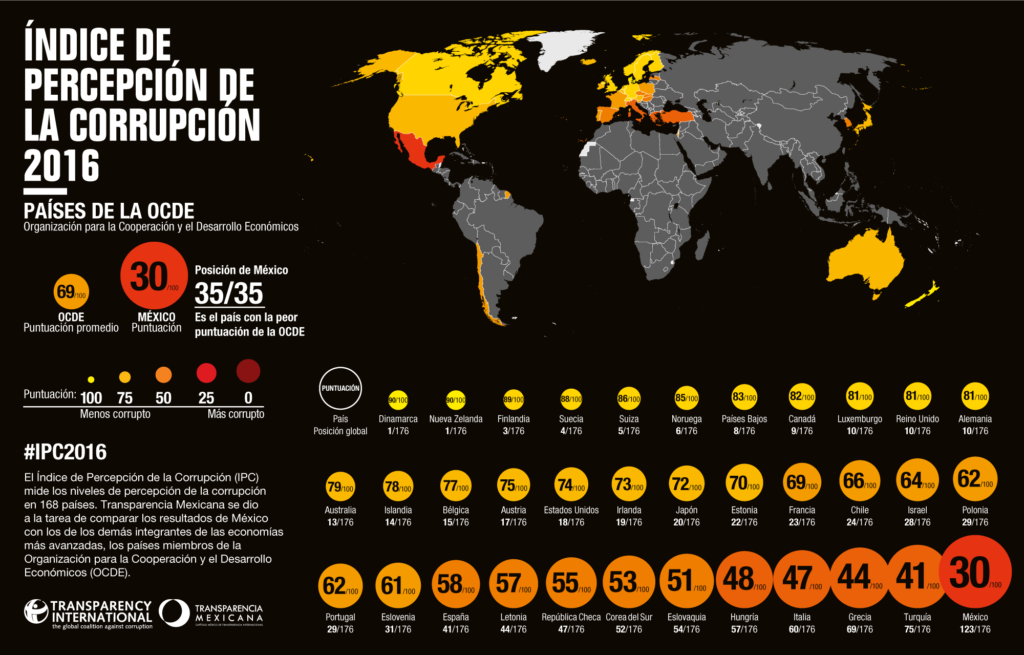 ÍNDICE DE
PERCEPCIÓN DE
LA CORRUPCIÓN
2016
PAÍSES DE LA OCDE
Organización para la Cooperación y el Desarrollo Económicos
69/100
OCDE
Puntuación promedio
30/100
MÉXICO
Puntuación
Posición de México
35/35
Es el país con la peor
puntuación de la OCDE
Puntuación: 100 75 50 25 0
Menos corrupto Más corrupto
#IPC2016
El Índice de Percepción de la Corrupción (IPC)
mide los niveles de percepción de la corrupción
en 168 países. Transparencia Mexicana se dio
a la tarea de comparar los resultados de México
con los de los demás integrantes de las economías
más avanzadas, los países miembros de la
Organización para la Cooperación y el Desarrollo
Económicos (OCDE).
TRANSPARENCY
INTERNATIONAL
the global coalition against corruption
TRANSPARENCIA
MEXICANA
PUNTUACIÓN 90/100 90/100 89/100 88/100 86/100 85/100 83/100 82/100 81/100 81/100 81/100
País Dinamarca Nueva Zelanda Finlandia Suecia Suiza Noruega Países Bajos Canadá Luxemburgo Reino Unido Alemania
Posición global 1/176 1/176 3/176 4/176 5/176 6/176 8/176 9/176 10/176 10/176 10/176
79/100 78/100 77/100 75/100 74/100 73/100 72/100 70/100 69/100 66/100 64/100 62/100
Australia Islandia Bélgica Austria Estados Unidos Irlanda Japón Estonia Francia Chile Israel Polonia
13/176 14/176 15/176 17/176 18/176 19/176 20/176 22/176 23/176 24/176 28/176 29/176
62/100 61/100 58/100 57/100 55/100 53/100 51/100 48/100 47/100 44/100 41/100 30/100
Portugal Eslovenia España Letonia República Checa Corea del Sur Eslovaquia Hungría Italia Grecia Turquía México
29/176 31/176 41/176 44/176 47/176 52/176 54/176 57/176 60/176 69/176 75/176 123/176